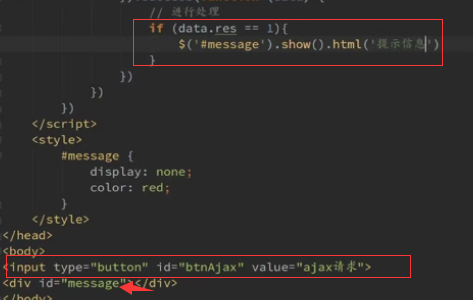 // 进行处理
if (data.res == 1){
$('#message').show().html('提示信息')
}
})
})
})
</script>
<style>
#message {
display: none;
color: red;
}
</style>
</head>
<body>
<input type="button" id="btnAjax" value="ajax请求">
<div id="message"></div>
</body>